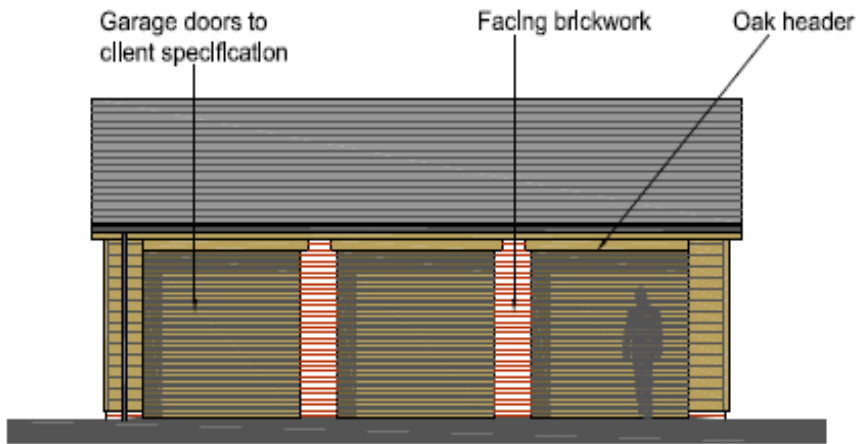 Garage doors to
client specification
Facing brickwork
Oak header